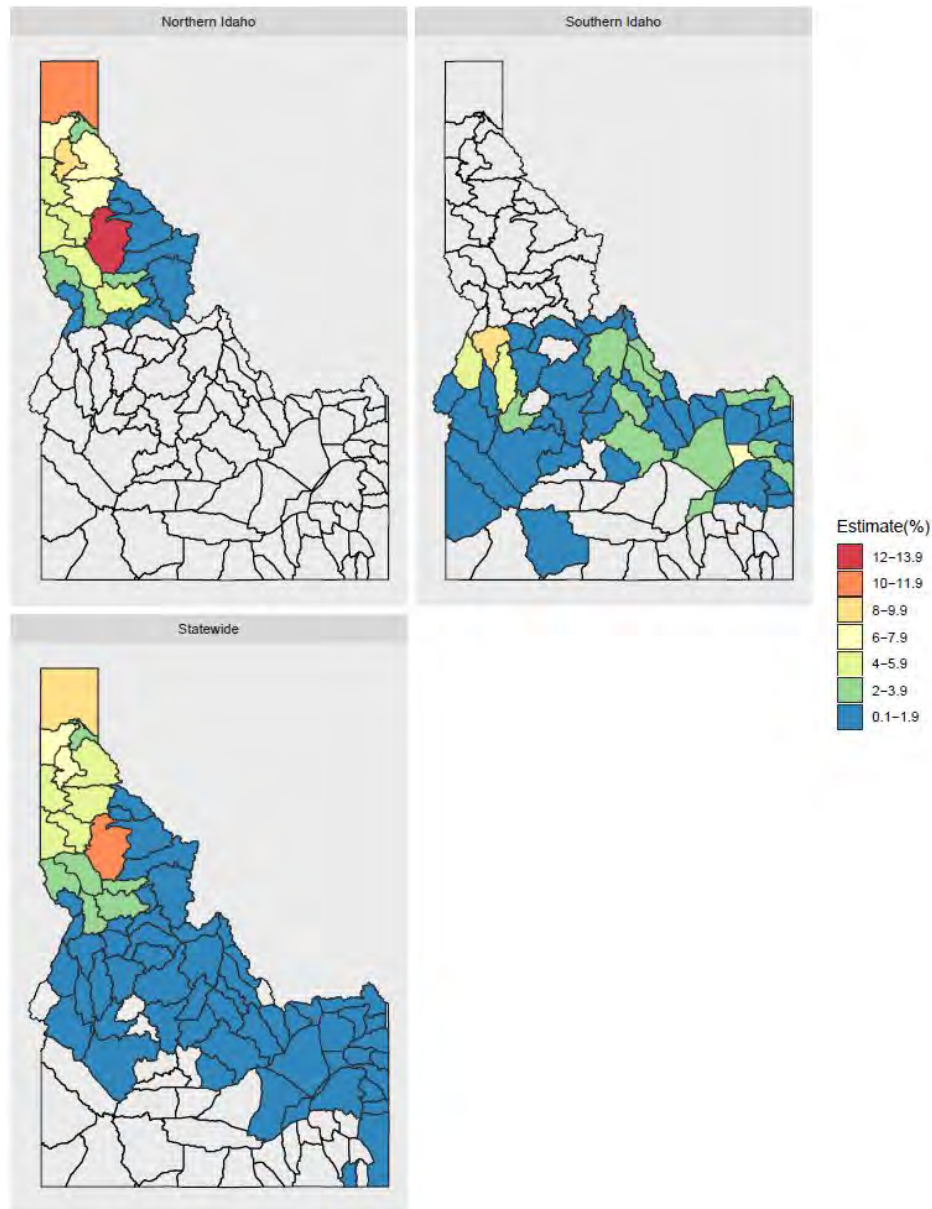 Northern Idaho
Southern Idaho
Estimate(%)
12−13.9
10−11.9
8−9.9
6−7.9
4−5.9
2−3.9
0.1−1.9
Statewide